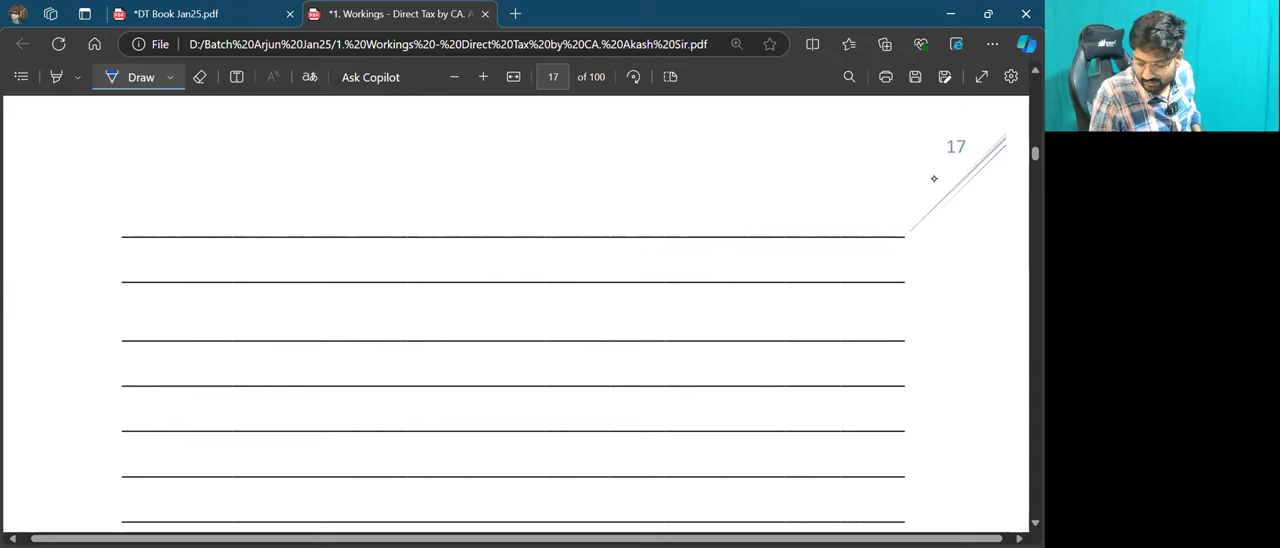 *DT Book Jan25.pdf
*1. Workings - Direct Tax by CA. A
File
D:/Batch%20Arjun%20Jan25/1.%20Workings%20-%20Direct%20Tax%20by%20CA.%20Akash%20Sir.pdf
Draw
Ask Copilot
17
of 100
17